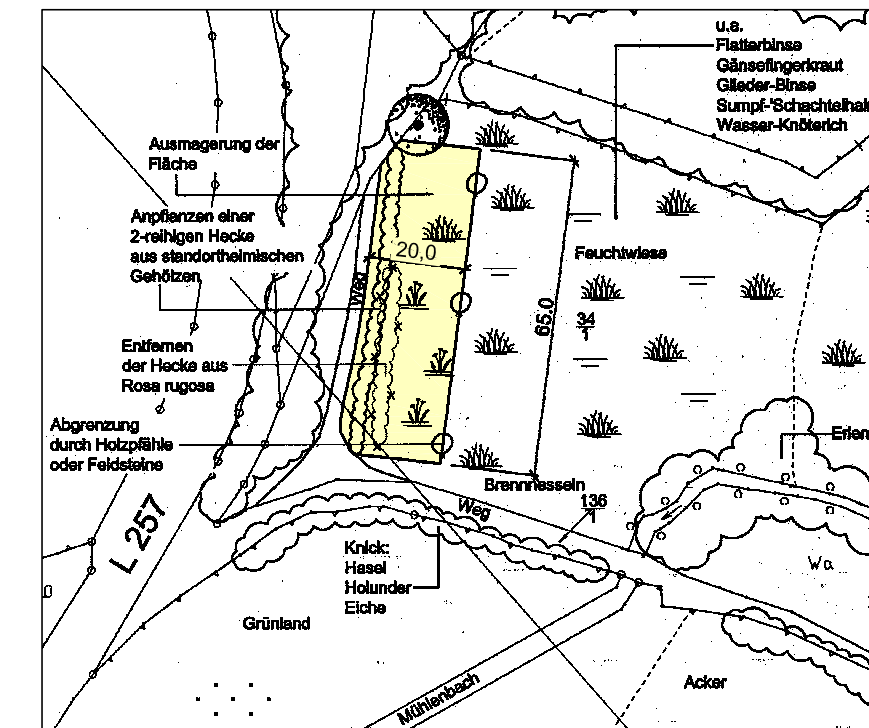 u.a.
Flatterbinse
Gänsefingerkraut
Glieder-Binse
Sumpf-Schachtelhal
Wasser-Knöterich
Ausmagerung der
Fläche
Anpflanzen einer
2-reihigen Hecke
aus standortheimischen
Gehölzen
20,0
Weg
Feuchtwiese
65.0
34
1
Entfernen
der Hecke aus
Rosa rugosa
Abgrenzung
durch Holzpfähle
oder Feldsteine
Erlen
Brennnesseln
136
1
Weg
L 257
Knick:
Hasel
Holunder
Eiche
Wa
Grünland
Mühlenbach
Acker